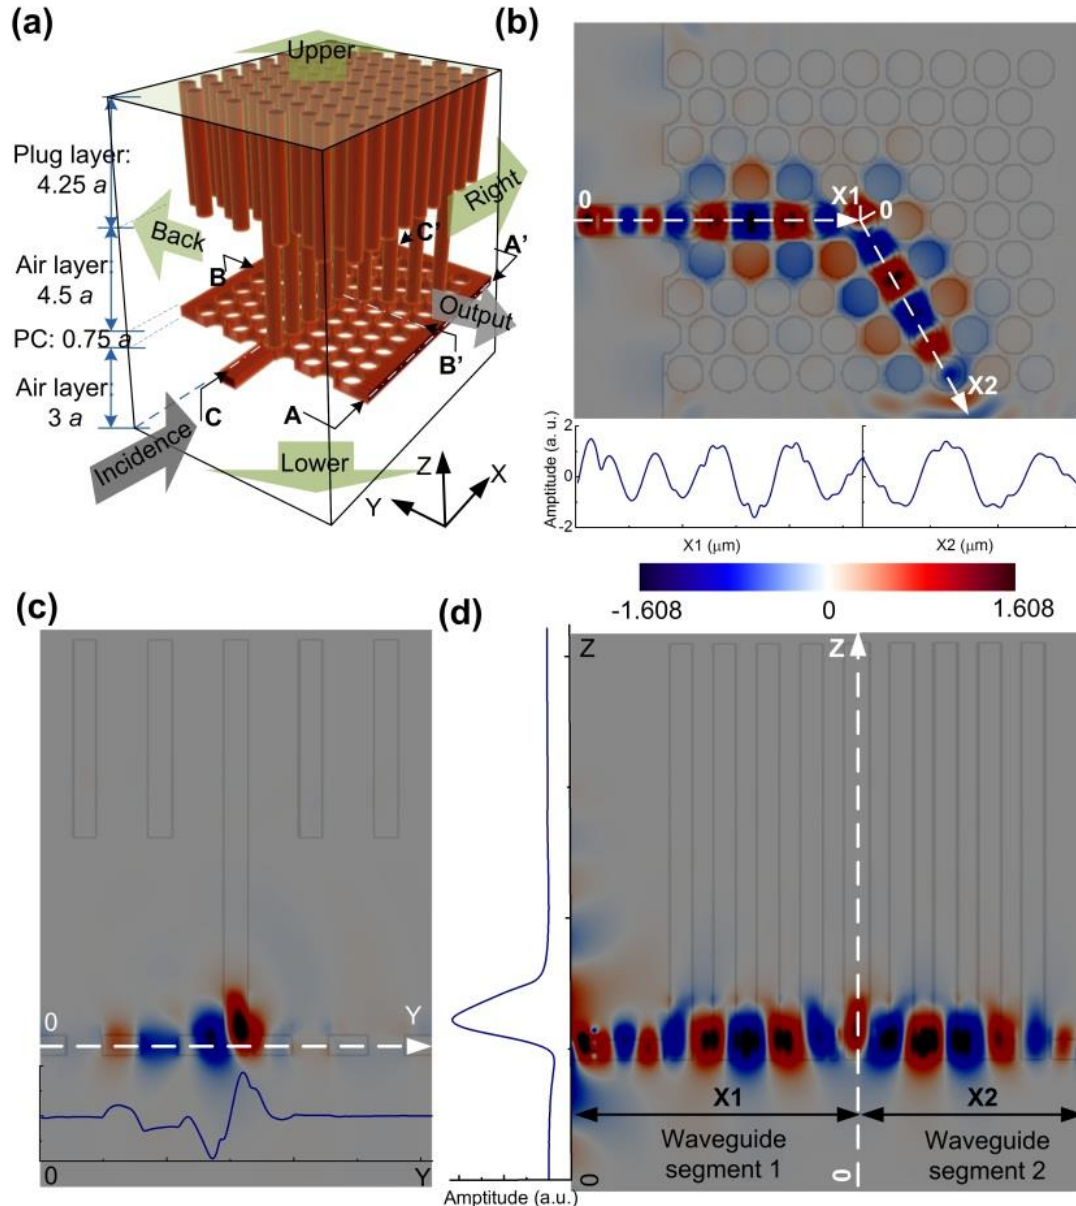 (a)
Upper
Plug layer:
4.25 a
Right
Back
C'
A'
B
Air layer:
4.5 a
Output
PC: 0.75 a
B'
Air layer:
3 a
C
A
Incidence
Lower
Z
X
Y
(b)
0
X1
0
X2
Amptitude (a. u.)
2
0
-2
X1 (μm)
X2 (μm)
-1.608
0
1.608
(c)
0
Y
0
Y
(d)
Z
Z
X1
X2
Waveguide
segment 1
Waveguide
segment 2
0
0
Amptitude (a.u.)